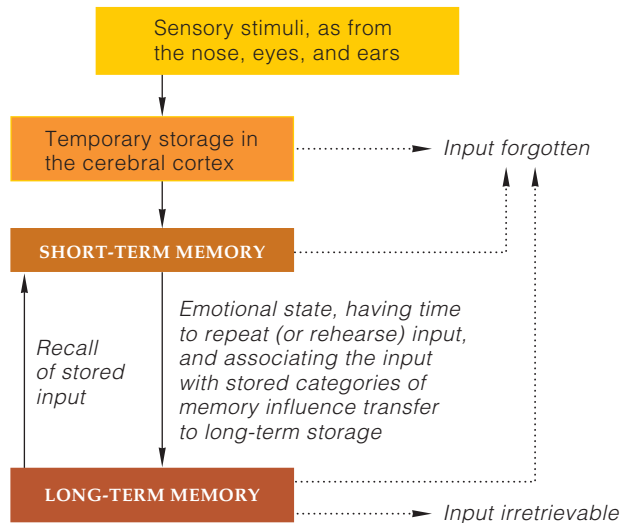 Sensory stimuli, as from
the nose, eyes, and ears
Temporary storage in
the cerebral cortex
Input forgotten
SHORT-TERM MEMORY
Emotional state, having time
to repeat (or rehearse) input,
and associating the input
with stored categories of
memory influence transfer
to long-term storage
Recall
of stored
input
LONG-TERM MEMORY
Input irretrievable